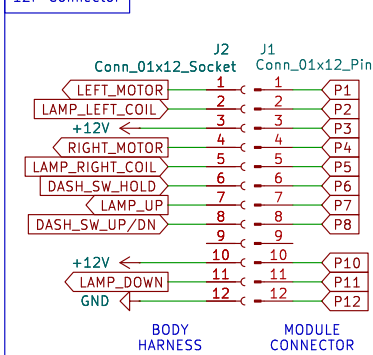 J2 J1
Conn_01x12_Socket Conn_01x12_Pin
LEFT_MOTOR 1 1 P1
LAMP_LEFT_COIL 2 2 P2
+12V 3 3 P3
RIGHT_MOTOR 4 4 P4
LAMP_RIGHT_COIL 5 5 P5
DASH_SW_HOLD 6 6 P6
LAMP_UP 7 7 P7
DASH_SW_UP/DN 8 8 P8
9 9
+12V 10 10 P10
LAMP_DOWN 11 11 P11
GND 12 12 P12
BODY MODULE
HARNESS CONNECTOR